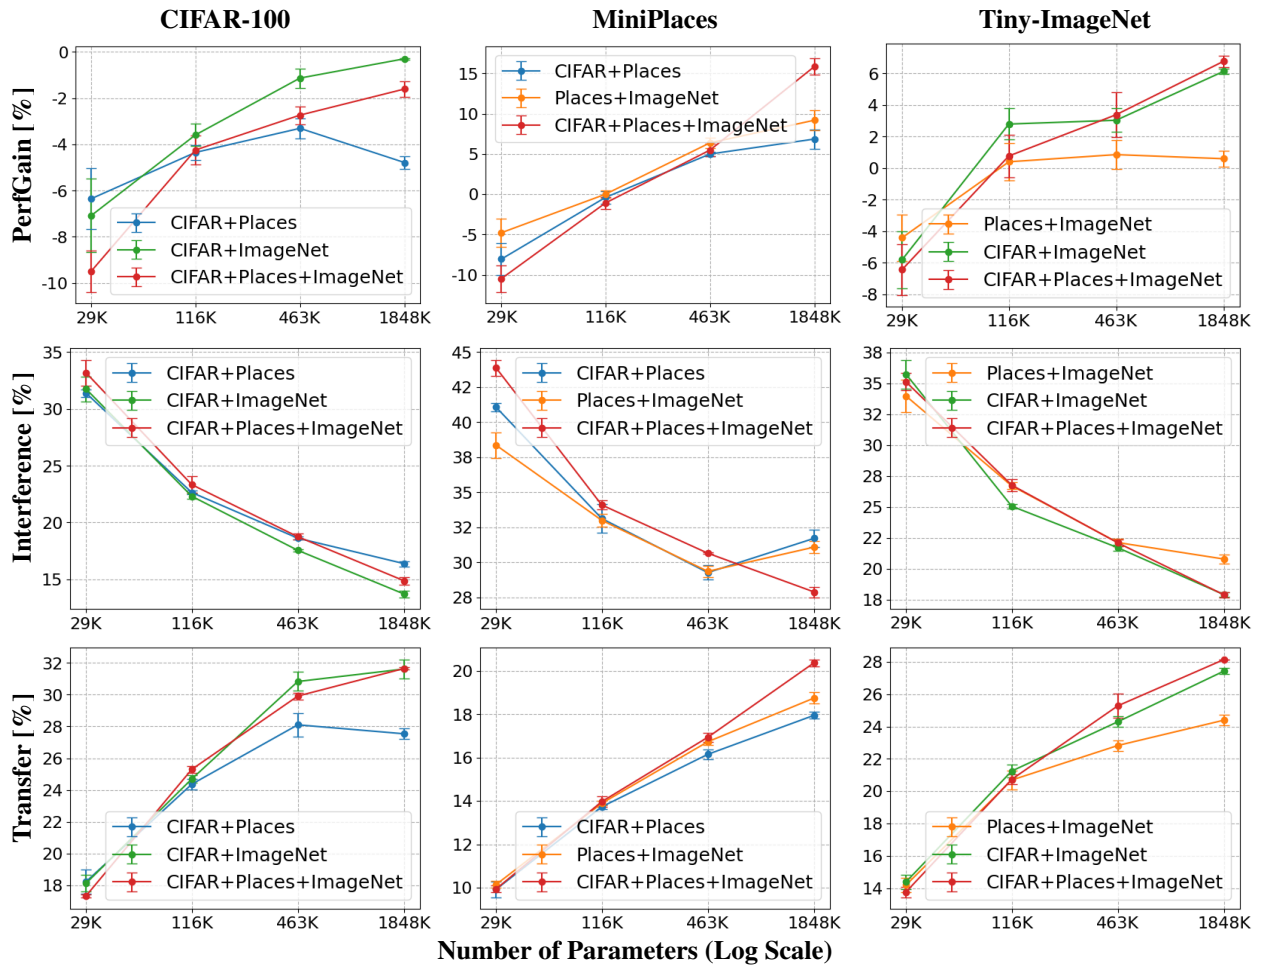 CIFAR-100 MiniPlaces Tiny-ImageNet
PerfGain [%]
0
-2
-4
-6
-8
-10
CIFAR+Places
CIFAR+ImageNet
CIFAR+Places+ImageNet
29K 116K 463K 1848K
15
10
5
0
-5
-10
CIFAR+Places
Places+ImageNet
CIFAR+Places+ImageNet
29K 116K 463K 1848K
6
4
2
0
-2
-4
-6
-8
Places+ImageNet
CIFAR+ImageNet
CIFAR+Places+ImageNet
29K 116K 463K 1848K
Interference [%]
35
30
25
20
15
CIFAR+Places
CIFAR+ImageNet
CIFAR+Places+ImageNet
29K 116K 463K 1848K
45
42
40
38
35
32
30
28
CIFAR+Places
Places+ImageNet
CIFAR+Places+ImageNet
29K 116K 463K 1848K
38
35
32
30
28
25
22
20
18
Places+ImageNet
CIFAR+ImageNet
CIFAR+Places+ImageNet
29K 116K 463K 1848K
Transfer [%]
32
30
28
26
24
22
20
18
CIFAR+Places
CIFAR+ImageNet
CIFAR+Places+ImageNet
29K 116K 463K 1848K
20
18
16
14
12
10
CIFAR+Places
Places+ImageNet
CIFAR+Places+ImageNet
29K 116K 463K 1848K
28
26
24
22
20
18
16
14
Places+ImageNet
CIFAR+ImageNet
CIFAR+Places+ImageNet
29K 116K 463K 1848K
Number of Parameters (Log Scale)